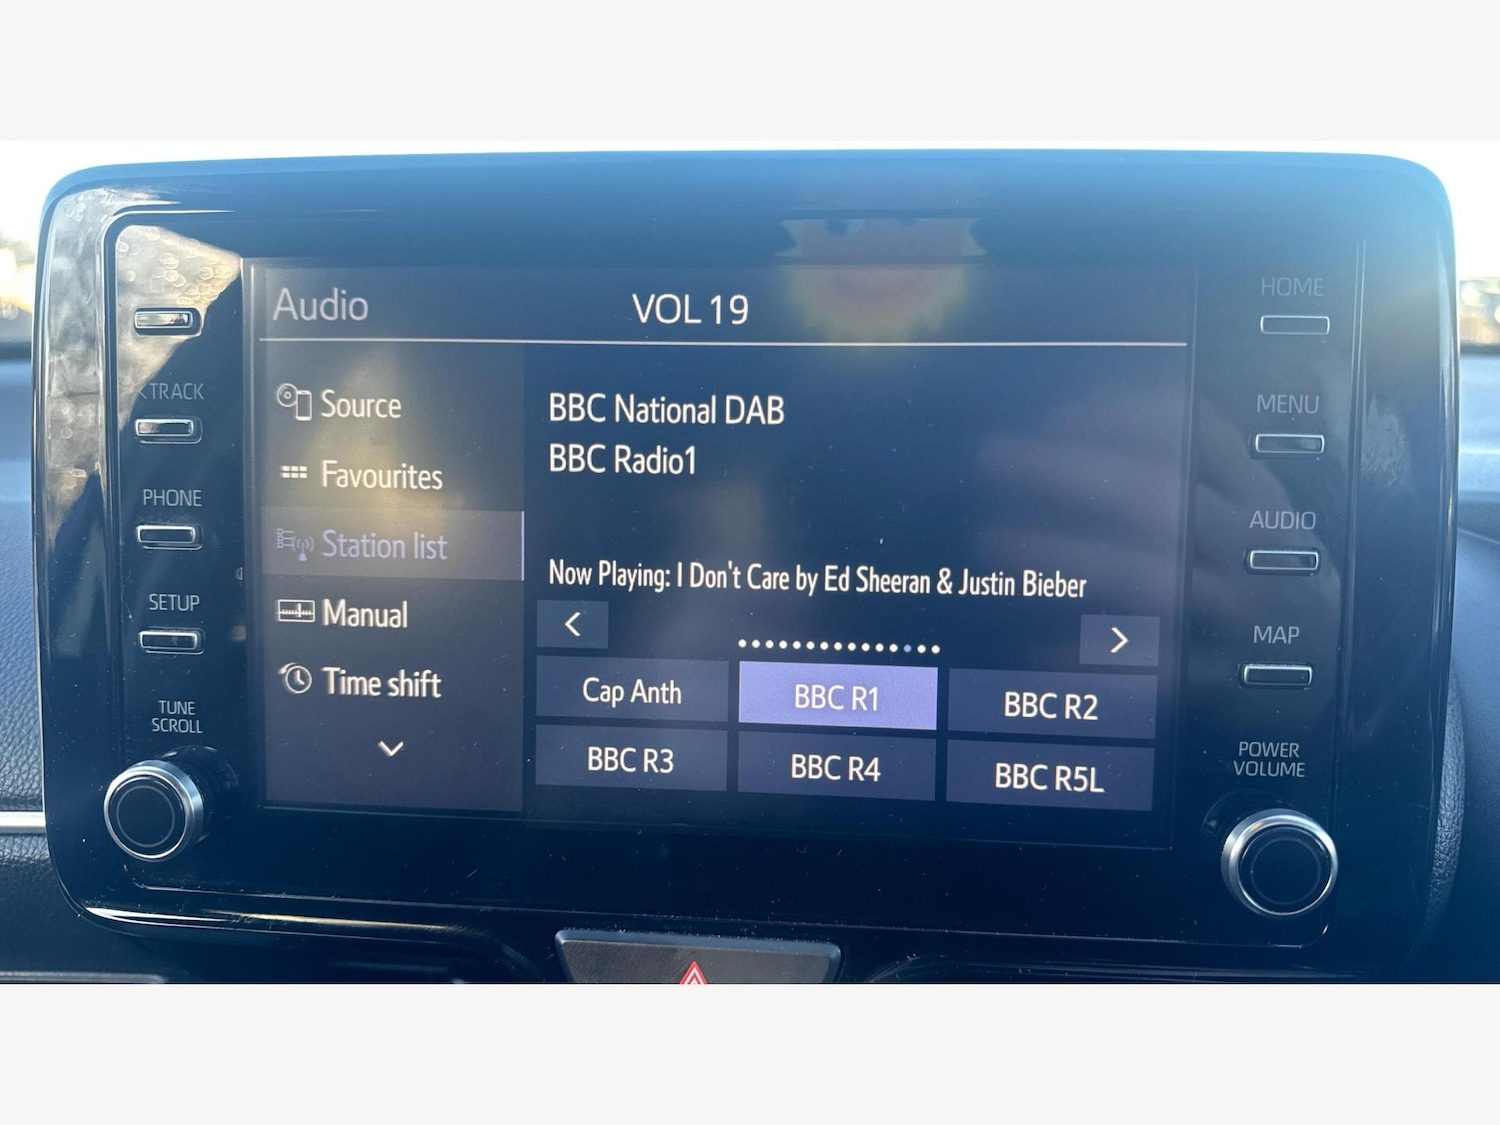 Audio
VOL 19
Source
Favourites
Station list
Manual
Time shift
BBC National DAB
BBC Radio1
Now Playing: I Don't Care by Ed Sheeran & Justin Bieber
<
>
Cap Anth
BBC R1
BBC R2
BBC R3
BBC R4
BBC R5L
<TRACK
PHONE
SETUP
TUNE
SCROLL
HOME
MENU
AUDIO
MAP
POWER
VOLUME